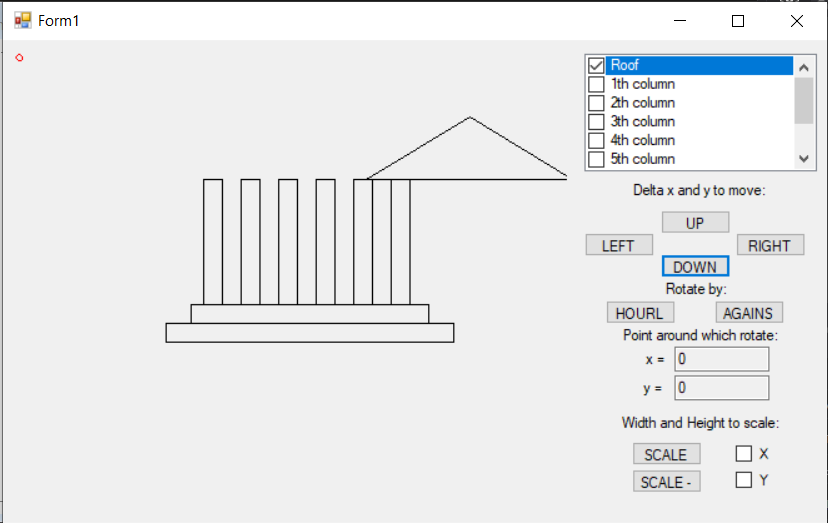 Form1
Roof
1th column
2th column
3th column
4th column
5th column
Delta x and y to move:
UP
LEFT RIGHT
DOWN
Rotate by:
HOURL AGAINS
Point around which rotate:
x = 0
y = 0
Width and Height to scale:
SCALE X
SCALE - Y